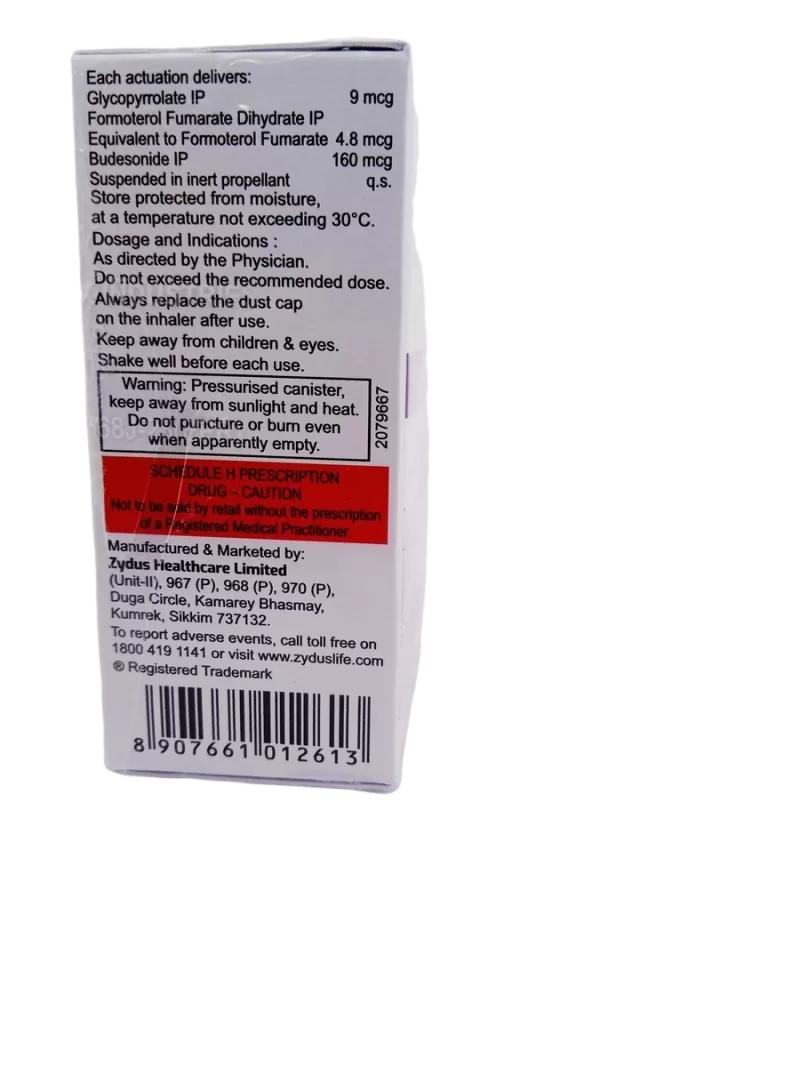 Each actuation delivers:
Glycopyrrolate IP 9 mcg
Formoterol Fumarate Dihydrate IP
Equivalent to Formoterol Fumarate 4.8 mcg
Budesonide IP 160 mcg
Suspended in inert propellant q.s.
Store protected from moisture,
at a temperature not exceeding 30°C.
Dosage and Indications :
As directed by the Physician.
Do not exceed the recommended dose.
Always replace the dust cap
on the inhaler after use.
Keep away from children & eyes.
Shake well before each use.
Warning: Pressurised canister,
keep away from sunlight and heat.
Do not puncture or burn even
when apparently empty.
2079667
SCHEDULE H PRESCRIPTION
DRUG – CAUTION
Not to be sold by retail without the prescription
of a Registered Medical Practitioner
Manufactured & Marketed by:
Zydus Healthcare Limited
(Unit-II), 967 (P), 968 (P), 970 (P),
Duga Circle, Kamarey Bhasmay,
Kumrek, Sikkim 737132.
To report adverse events, call toll free on
1800 419 1141 or visit www.zyduslife.com
® Registered Trademark
8 907661 012613